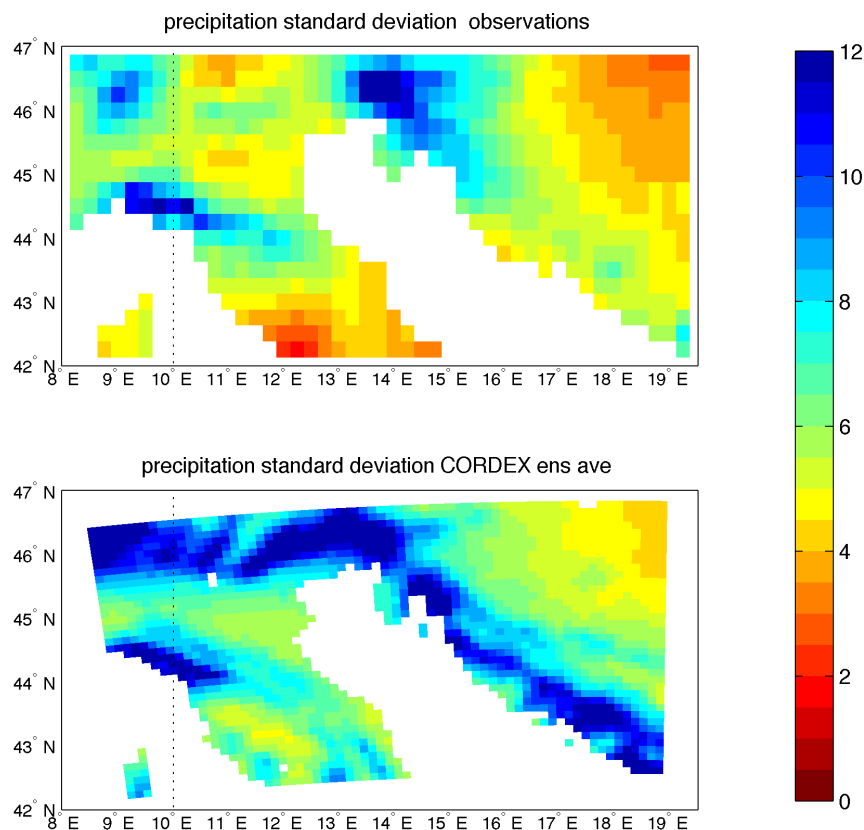 precipitation standard deviation observations
47° N
46° N
45° N
44° N
43° N
42° N
8° E 9° E 10° E 11° E 12° E 13° E 14° E 15° E 16° E 17° E 18° E 19° E
12
10
8
6
4
2
0
precipitation standard deviation CORDEX ens ave
47° N
46° N
45° N
44° N
43° N
42° N
8° E 9° E 10° E 11° E 12° E 13° E 14° E 15° E 16° E 17° E 18° E 19° E